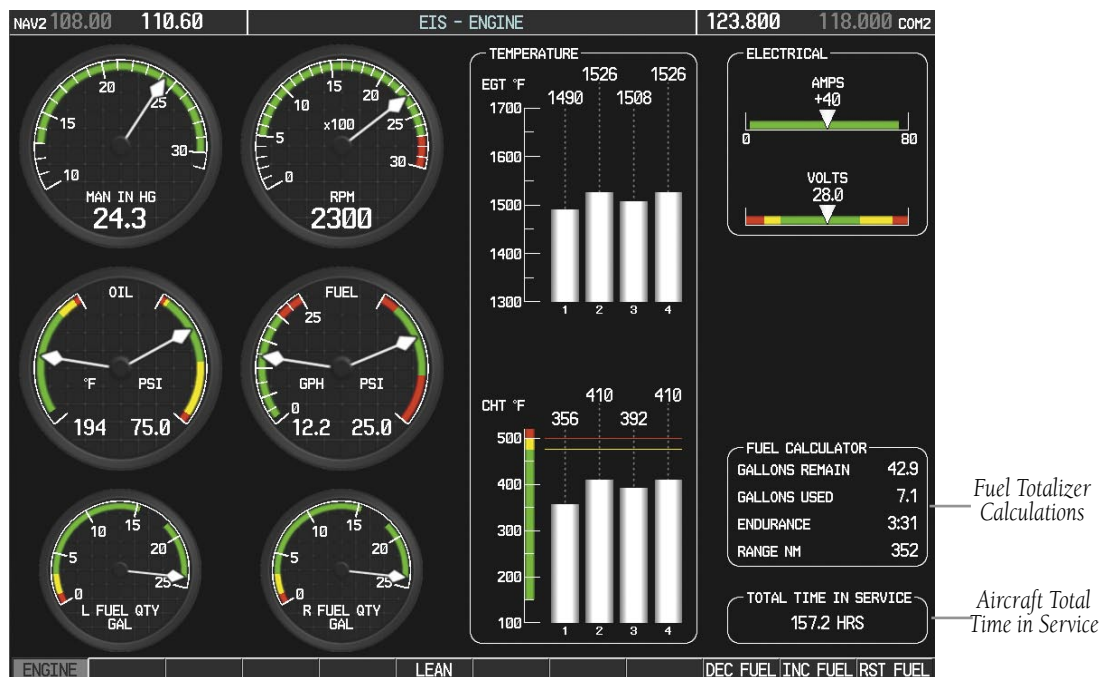 NAV2 108.00 110.60 EIS - ENGINE 123.800 118.000 COM2
20
25
15
30
10
MAN IN HG
24.3
15
10 20
x100 25
5
30
0
RPM
2300
OIL
°F PSI
194 75.0
FUEL
25
GPH PSI
0
12.2 25.0
10 15
20
5
25
0
L FUEL QTY
GAL
10 15
20
5
25
0
R FUEL QTY
GAL
TEMPERATURE
EGT °F
1526 1526
1490 1508
1700
1600
1500
1400
1300
1 2 3 4
CHT °F
410 410
356 392
500
400
300
200
100
1 2 3 4
ELECTRICAL
AMPS
+40
0 80
VOLTS
28.0
FUEL CALCULATOR
GALLONS REMAIN 42.9
GALLONS USED 7.1
ENDURANCE 3:31
RANGE NM 352
Fuel Totalizer
Calculations
TOTAL TIME IN SERVICE
157.2 HRS
Aircraft Total
Time in Service
ENGINE LEAN DEC FUEL INC FUEL RST FUEL